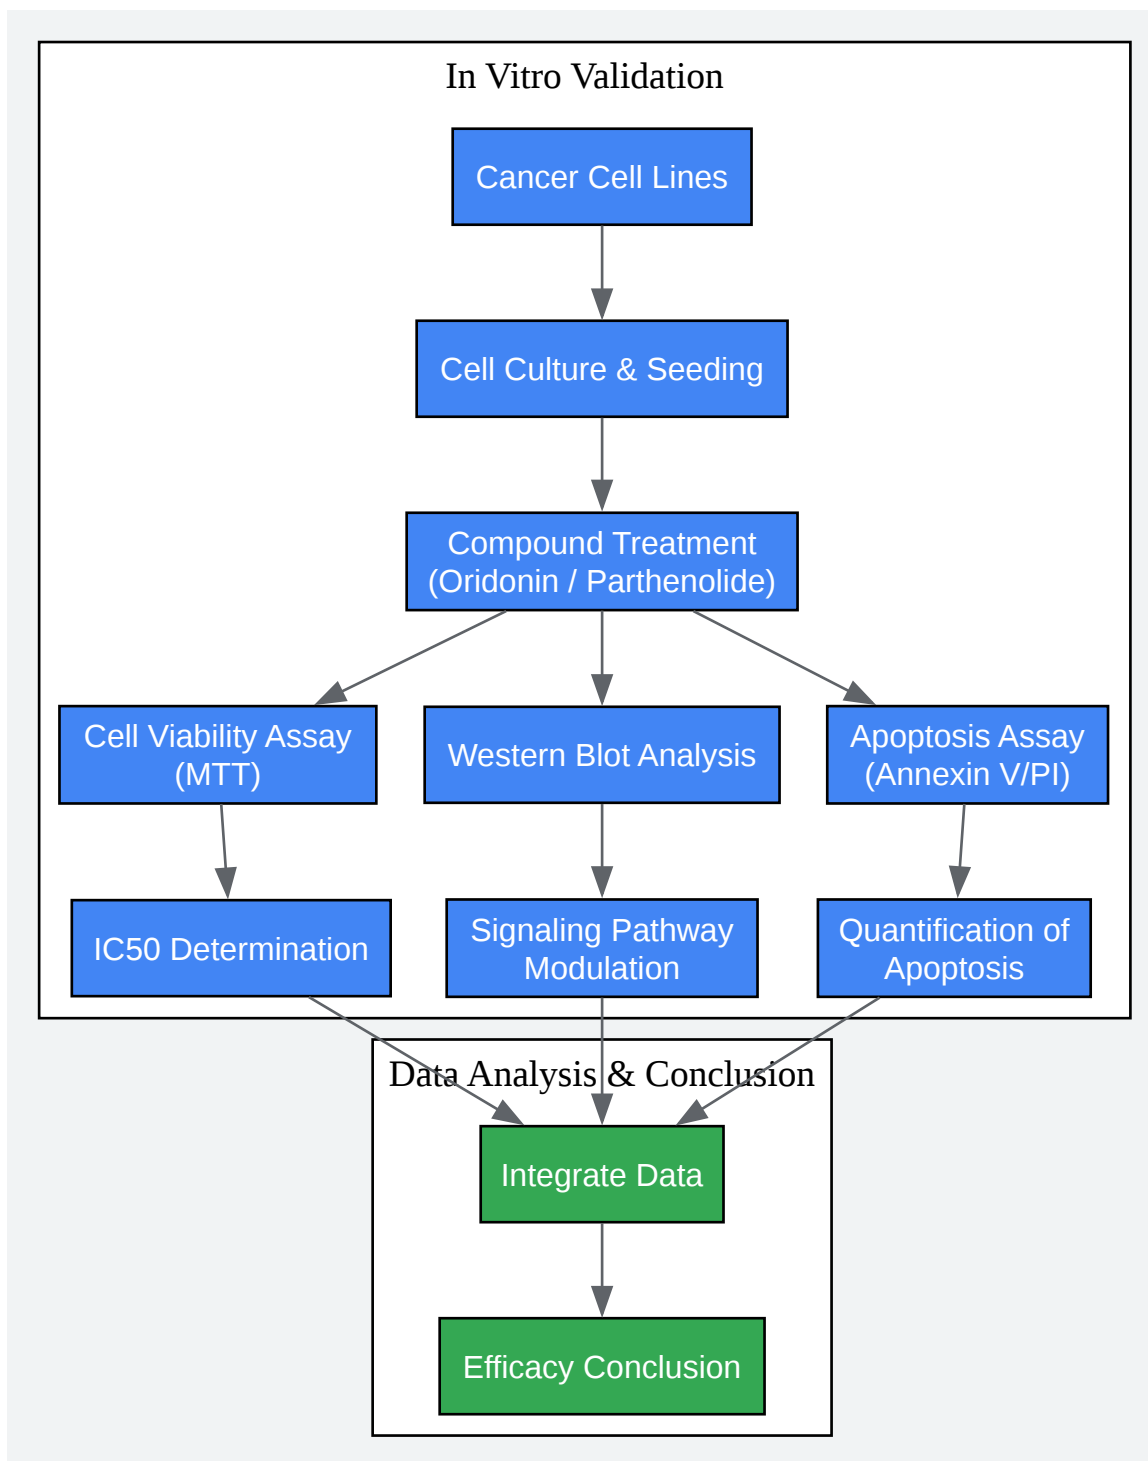 In Vitro Validation
Cancer Cell Lines
Cell Culture & Seeding
Compound Treatment
(Oridonin / Parthenolide)
Cell Viability Assay
(MTT)
Western Blot Analysis
Apoptosis Assay
(Annexin V/PI)
IC50 Determination
Signaling Pathway
Modulation
Quantification of
Apoptosis
Data Analysis & Conclusion
Integrate Data
Efficacy Conclusion